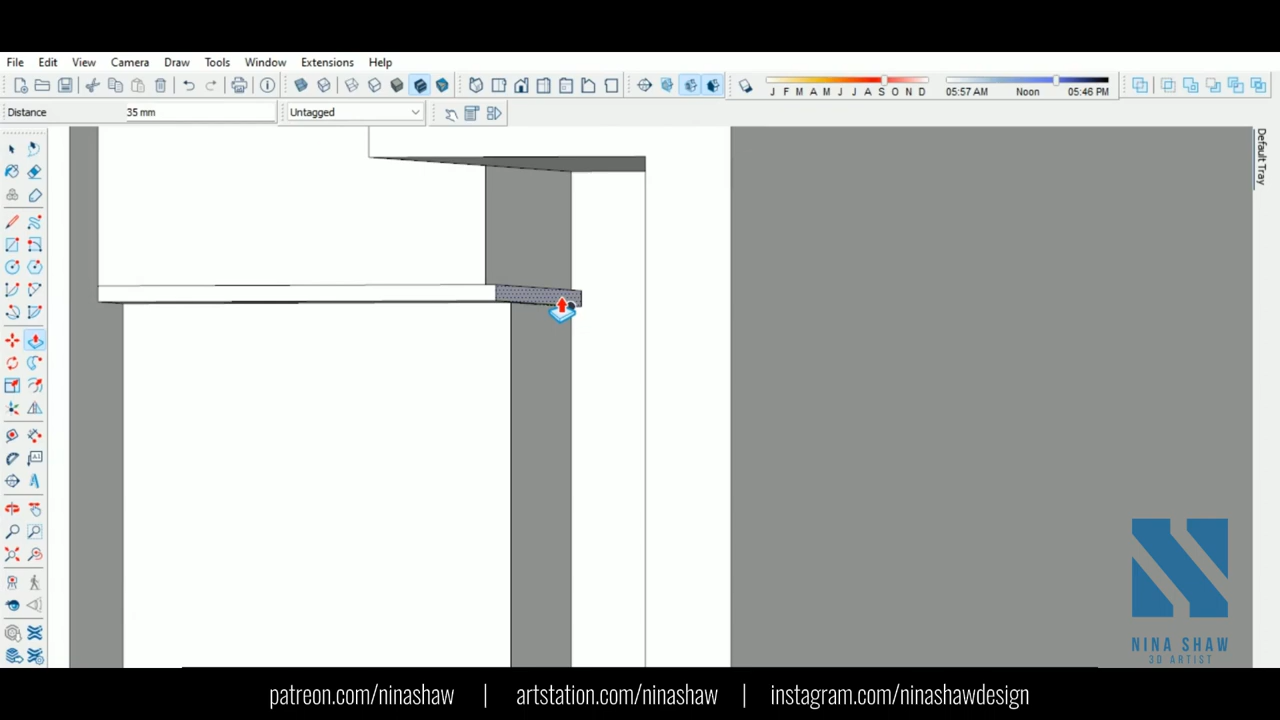 File Edit View Camera Draw Tools Window Extensions Help
J F M A M J J A S O N D 05:57 AM Noon 05:46 PM
Distance 35 mm Untagged
Default Tray
NINA SHAW
3D ARTIST
patreon.com/ninashaw | artstation.com/ninashaw | instagram.com/ninashawdesign